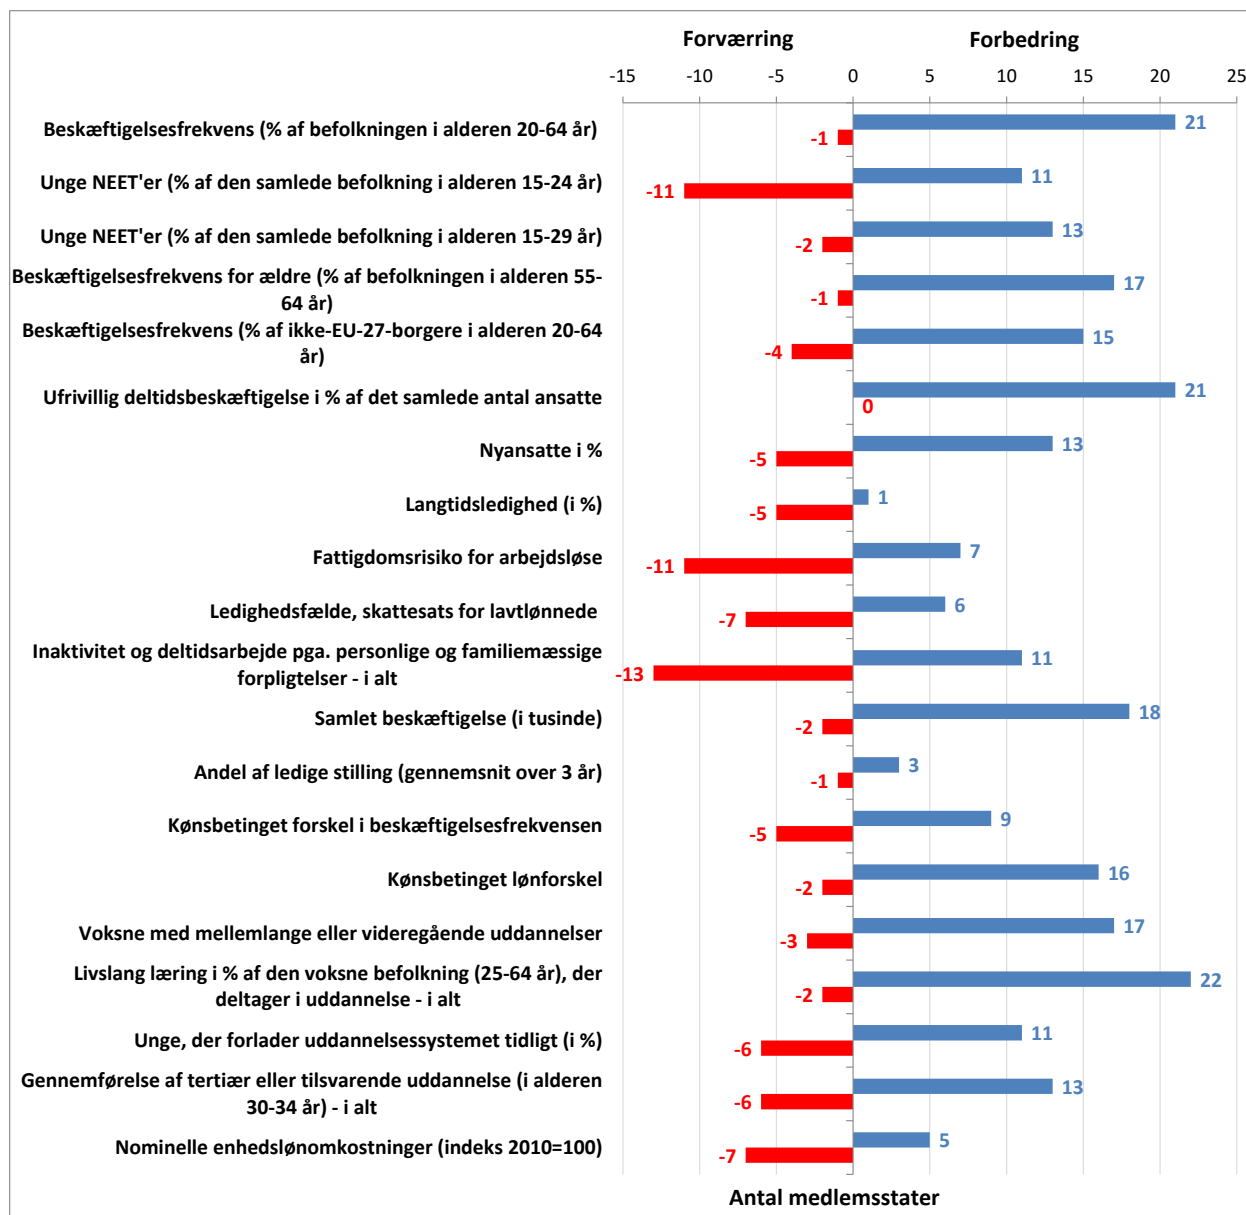 Forværring Forbedring
-15 -10 -5 0 5 10 15 20 25
Beskæftigelsesfrekvens (% af befolkningen i alderen 20-64 år)
21
-1
Unge NEET'er (% af den samlede befolkning i alderen 15-24 år)
11
-11
Unge NEET'er (% af den samlede befolkning i alderen 15-29 år)
13
-2
Beskæftigelsesfrekvens for ældre (% af befolkningen i alderen 55-
64 år)
17
-1
Beskæftigelsesfrekvens (% af ikke-EU-27-borgere i alderen 20-64
år)
15
-4
Ufrivillig deltidsbeskæftigelse i % af det samlede antal ansatte
21
0
Nyansatte i %
13
-5
Langtidsledighed (i %)
1
-5
Fattigdomsrisiko for arbejdsløse
7
-11
Ledighedsfælde, skattesats for lavtlønnede
6
-7
Inaktivitet og deltidsarbejde pga. personlige og familiemæssige
forpligtelser - i alt
11
-13
Samlet beskæftigelse (i tusinde)
18
-2
Andel af ledige stilling (gennemsnit over 3 år)
3
-1
Kønsbetinget forskel i beskæftigelsesfrekvensen
9
-5
Kønsbetinget lønforskel
16
-2
Voksne med mellemlange eller videregående uddannelser
17
-3
Livslang læring i % af den voksne befolkning (25-64 år), der
deltager i uddannelse - i alt
22
-2
Unge, der forlader uddannelsessystemet tidligt (i %)
11
-6
Gennemførelse af tertiær eller tilsvarende uddannelse (i alderen
30-34 år) - i alt
13
-6
Nominelle enhedslønomkostninger (indeks 2010=100)
5
-7
Antal medlemsstater